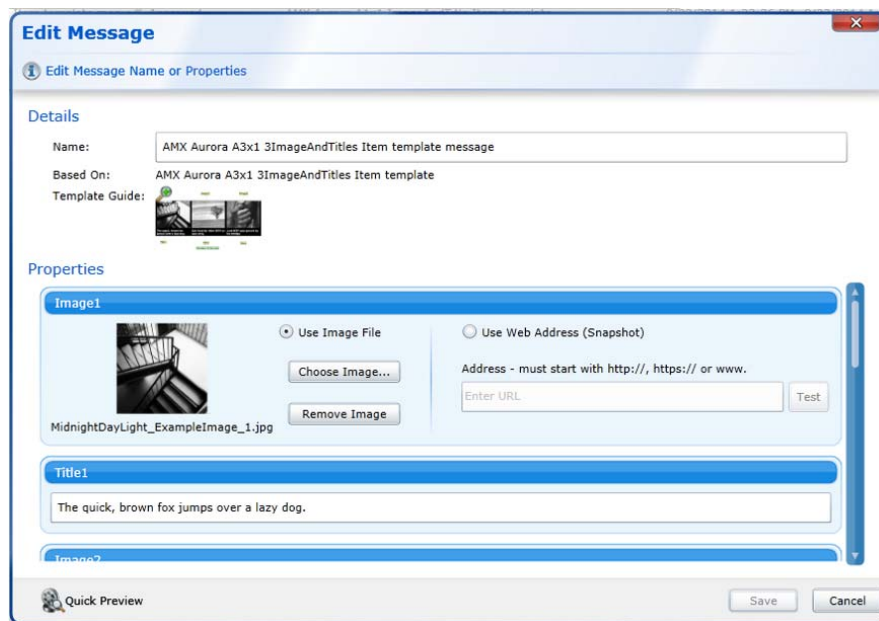 Edit Message
Edit Message Name or Properties
Details
Name: AMX Aurora A3x1 3ImageAndTitles Item template message
Based On: AMX Aurora A3x1 3ImageAndTitles Item template
Template Guide:
Properties
Image1
Use Image File
Use Web Address (Snapshot)
Choose Image...
Address - must start with http://, https:// or www.
Enter URL
Test
Remove Image
MidnightDayLight_ExampleImage_1.jpg
Title1
The quick, brown fox jumps over a lazy dog.
Image2
Quick Preview
Save
Cancel